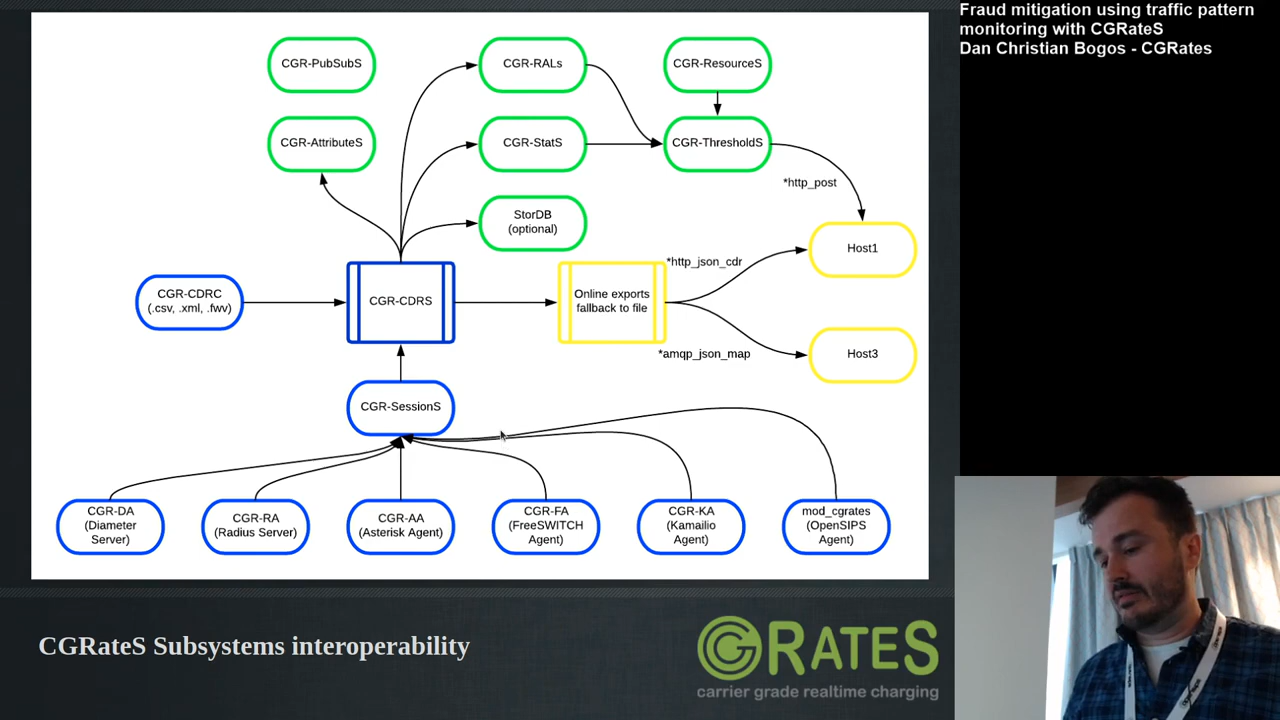 Fraud mitigation using traffic pattern
monitoring with CGRateS
Dan Christian Bogos - CGRates
CGR-PubSubS
CGR-RALs
CGR-ResourceS
CGR-AttributeS
CGR-StatS
CGR-ThresholdS
*http_post
StorDB
(optional)
Host1
*http_json_cdr
CGR-CDRC
(.csv, .xml, .fwv)
CGR-CDRS
Online exports
fallback to file
*amqp_json_map
Host3
CGR-SessionS
CGR-DA
(Diameter
Server)
CGR-RA
(Radius Server)
CGR-AA
(Asterisk Agent)
CGR-FA
(FreeSWITCH
Agent)
CGR-KA
(Kamailio
Agent)
mod_cgrates
(OpenSIPS
Agent)
CGRateS Subsystems interoperability
CGRATES
carrier grade realtime charging